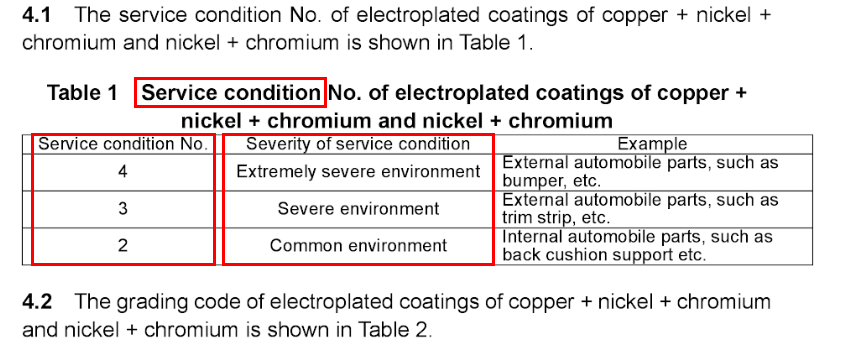 4.1 The service condition No. of electroplated coatings of copper + nickel +
chromium and nickel + chromium is shown in Table 1.
Table 1 Service condition No. of electroplated coatings of copper +
nickel + chromium and nickel + chromium
Service condition No. Severity of service condition Example
4 Extremely severe environment External automobile parts, such as
bumper, etc.
3 Severe environment External automobile parts, such as
trim strip, etc.
2 Common environment Internal automobile parts, such as
back cushion support etc.
4.2 The grading code of electroplated coatings of copper + nickel + chromium
and nickel + chromium is shown in Table 2.